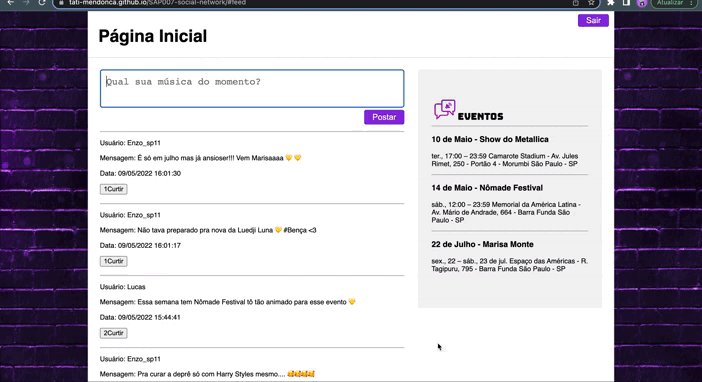 tati-mendonca.github.io/SAP007-social-network/#feed
Atualizar
Sair
Página Inicial
Qual sua música do momento?
Postar
Usuário: Enzo_sp11
Mensagem: É só em julho mas já ansioser!!! Vem Marisaaaa 💛 💛
Data: 09/05/2022 16:01:30
1Curtir
Usuário: Enzo_sp11
Mensagem: Não tava preparado pra nova da Luedji Luna 💛 #Bença <3
Data: 09/05/2022 16:01:17
1Curtir
Usuário: Lucas
Mensagem: Essa semana tem Nômade Festival tô tão animado para esse evento 💛
Data: 09/05/2022 15:44:41
2Curtir
Usuário: Enzo_sp11
Mensagem: Pra curar a deprê só com Harry Styles mesmo.... 🥰🥰🥰🥰
EVENTOS
10 de Maio - Show do Metallica
ter., 17:00 – 23:59 Camarote Stadium - Av. Jules
Rimet, 250 - Portão 4 - Morumbi São Paulo - SP
14 de Maio - Nômade Festival
sáb., 12:00 – 23:59 Memorial da América Latina -
Av. Mário de Andrade, 664 - Barra Funda São
Paulo - SP
22 de Julho - Marisa Monte
sex., 22 – sáb., 23 de jul. Espaço das Américas - R.
Tagipuru, 795 - Barra Funda São Paulo - SP